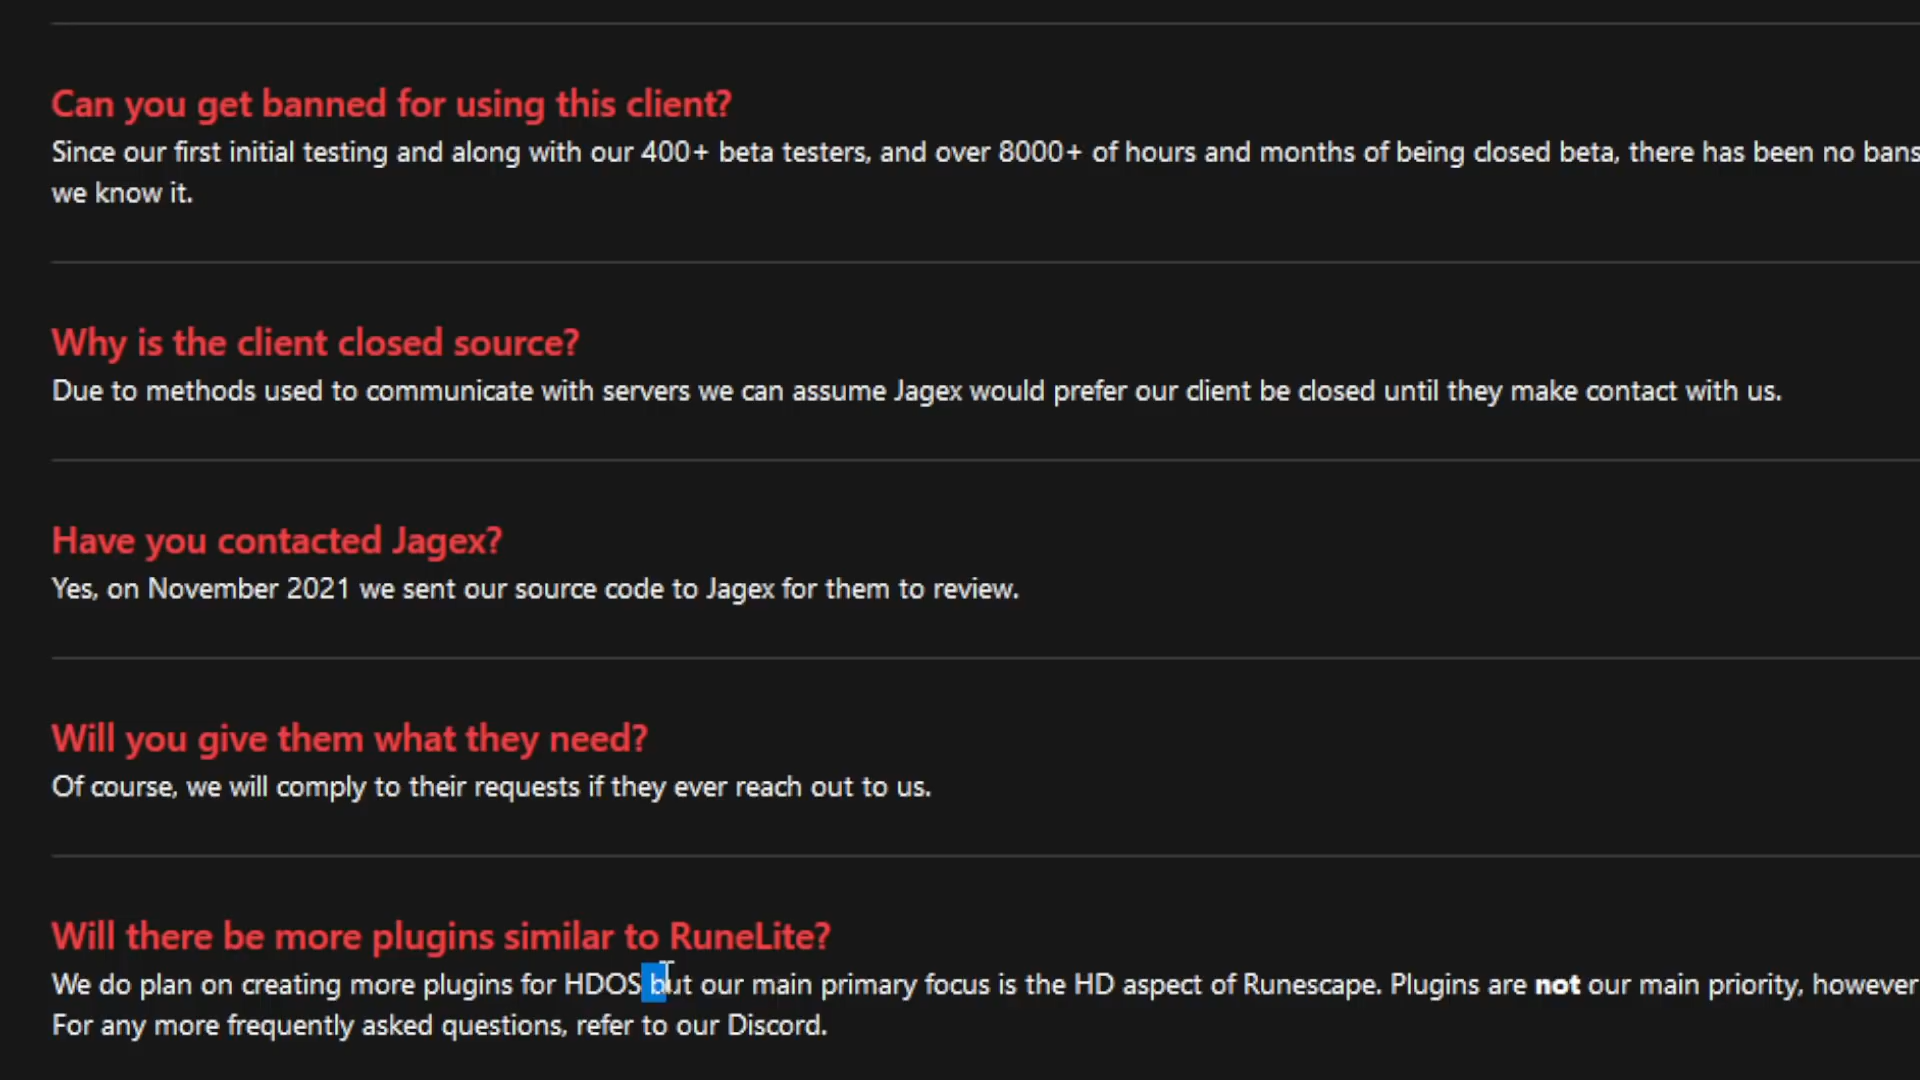 Can you get banned for using this client?
Since our first initial testing and along with our 400+ beta testers, and over 8000+ of hours and months of being closed beta, there has been no bans
we know it.
Why is the client closed source?
Due to methods used to communicate with servers we can assume Jagex would prefer our client be closed until they make contact with us.
Have you contacted Jagex?
Yes, on November 2021 we sent our source code to Jagex for them to review.
Will you give them what they need?
Of course, we will comply to their requests if they ever reach out to us.
Will there be more plugins similar to RuneLite?
We do plan on creating more plugins for HDOS but our main primary focus is the HD aspect of Runescape. Plugins are not our main priority, however
For any more frequently asked questions, refer to our Discord.